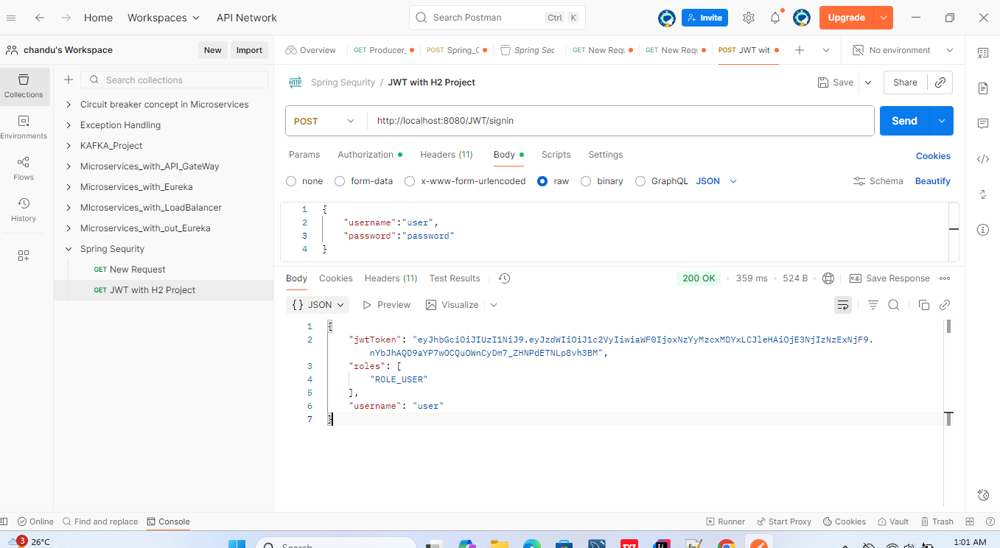 Home Workspaces API Network Search Postman Ctrl K Invite Upgrade
chandu's Workspace New Import Overview GET Producer_ POST Spring_C GET New Requ GET New Requ POST JWT wit No environment
Spring Seq
Collections
Environments
Flows
History
Search collections
Circuit breaker concept in Microservices
Exception Handling
KAFKA_Project
Microservices_with_API_GateWay
Microservices_with_Eureka
MIcroservices_with_LoadBalancer
Microservices_with_out_Eureka
Spring Sequrity
GET New Request
GET JWT with H2 Project
HTTP Spring Sequrity / JWT with H2 Project Save Share
POST http://localhost:8080/JWT/signin Send
Params Authorization Headers (11) Body Scripts Settings Cookies
none form-data x-www-form-urlencoded raw binary GraphQL JSON Schema Beautify
1 {
2 "username":"user",
3 "password":"password"
4 }
Body Cookies Headers (11) Test Results 200 OK 359 ms 524 B e.g. Save Response
{} JSON Preview Visualize
1 {
2 "jwtToken": "eyJhbGciOiJIUzI1NiJ9.eyJzdWIiOiJ1c2VyIiwiaWF0IjoxNzYyMzcxMDYxLCJleHAiOjE3NjIzNzExNjF9.
nYbJhAQD9aYP7wOCQuOWnCyDm7_ZHNPdETNLp8vh3BM",
3 "roles": [
4 "ROLE_USER"
5 ],
6 "username": "user"
7 }
Online Find and replace Console Runner Start Proxy Cookies Vault Trash
3 26°C Search 1:01 AM